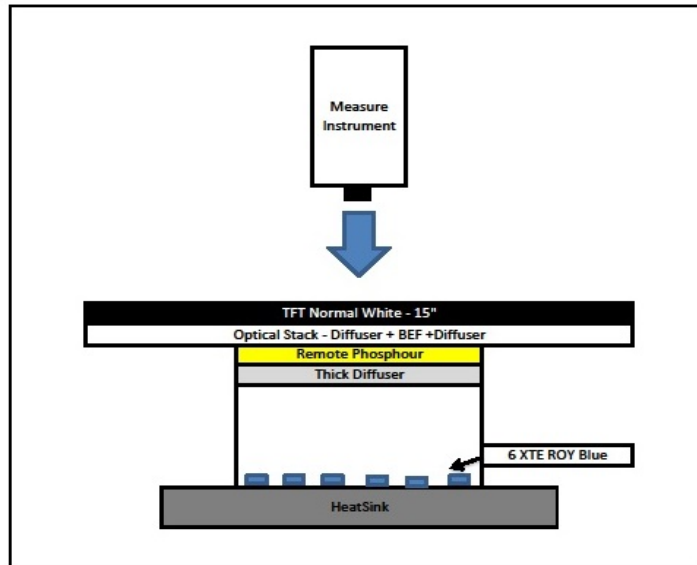 Measure
Instrument
TFT Normal White - 15"
Optical Stack - Diffuser + BEF +Diffuser
Remote Phosphour
Thick Diffuser
6 XTE ROY Blue
HeatSink